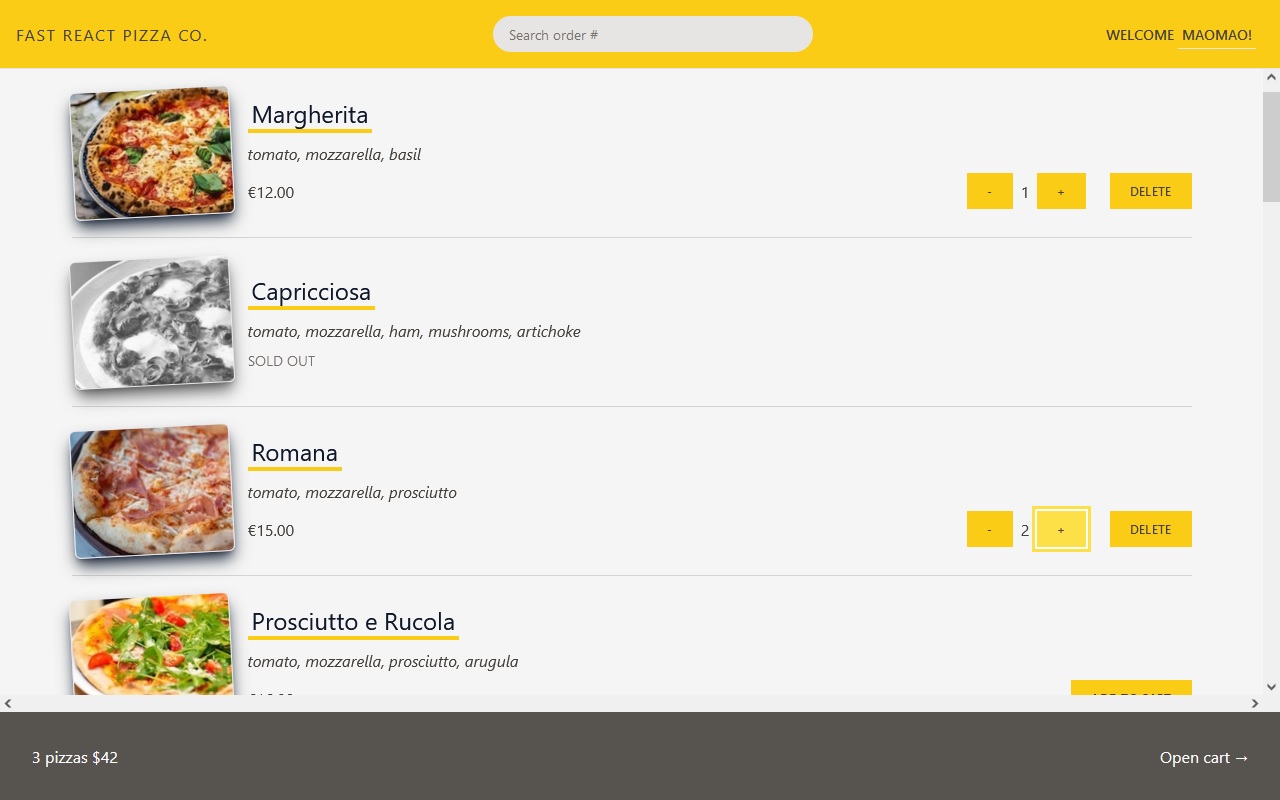 FAST REACT PIZZA CO.
Search order #
WELCOME MAOMAO!
Margherita
tomato, mozzarella, basil
€12.00
- 1 + DELETE
Capricciosa
tomato, mozzarella, ham, mushrooms, artichoke
SOLD OUT
Romana
tomato, mozzarella, prosciutto
€15.00
- 2 + DELETE
Prosciutto e Rucola
tomato, mozzarella, prosciutto, arugula
3 pizzas $42
Open cart →